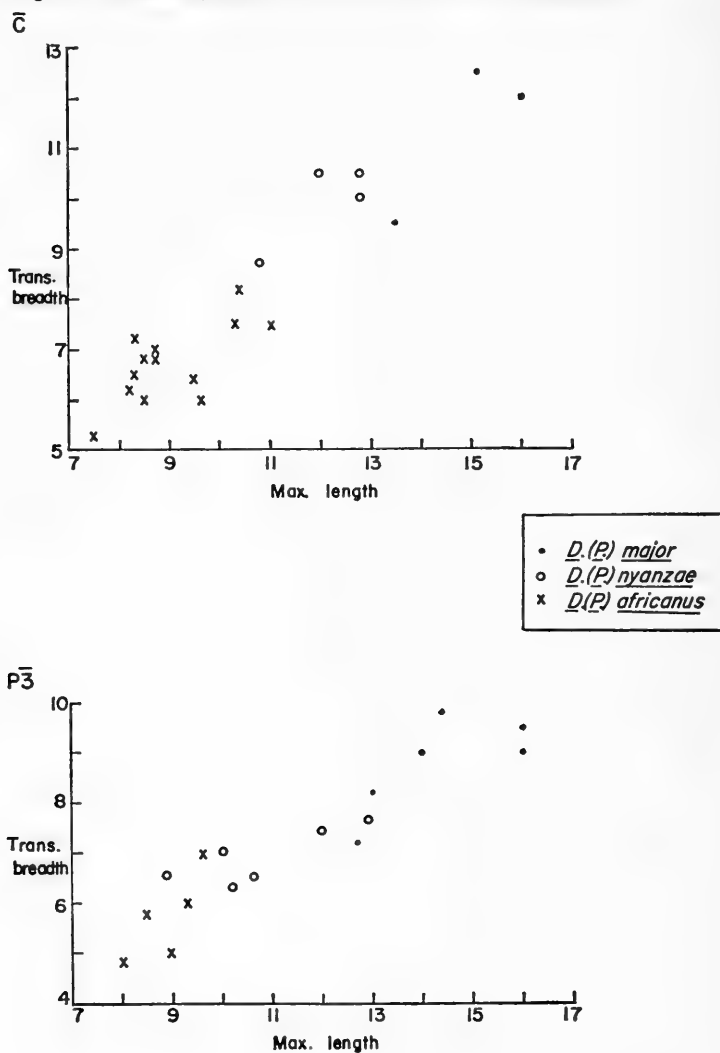 C̅
13
11
9
Trans.
breadth
7
5
7 9 11 13 15 17
Max. length
• D.(P.) major
o D.(P.) nyanzae
x D.(P.) africanus
P3̅
10
8
Trans.
breadth
6
4
7 9 11 13 15 17
Max. length